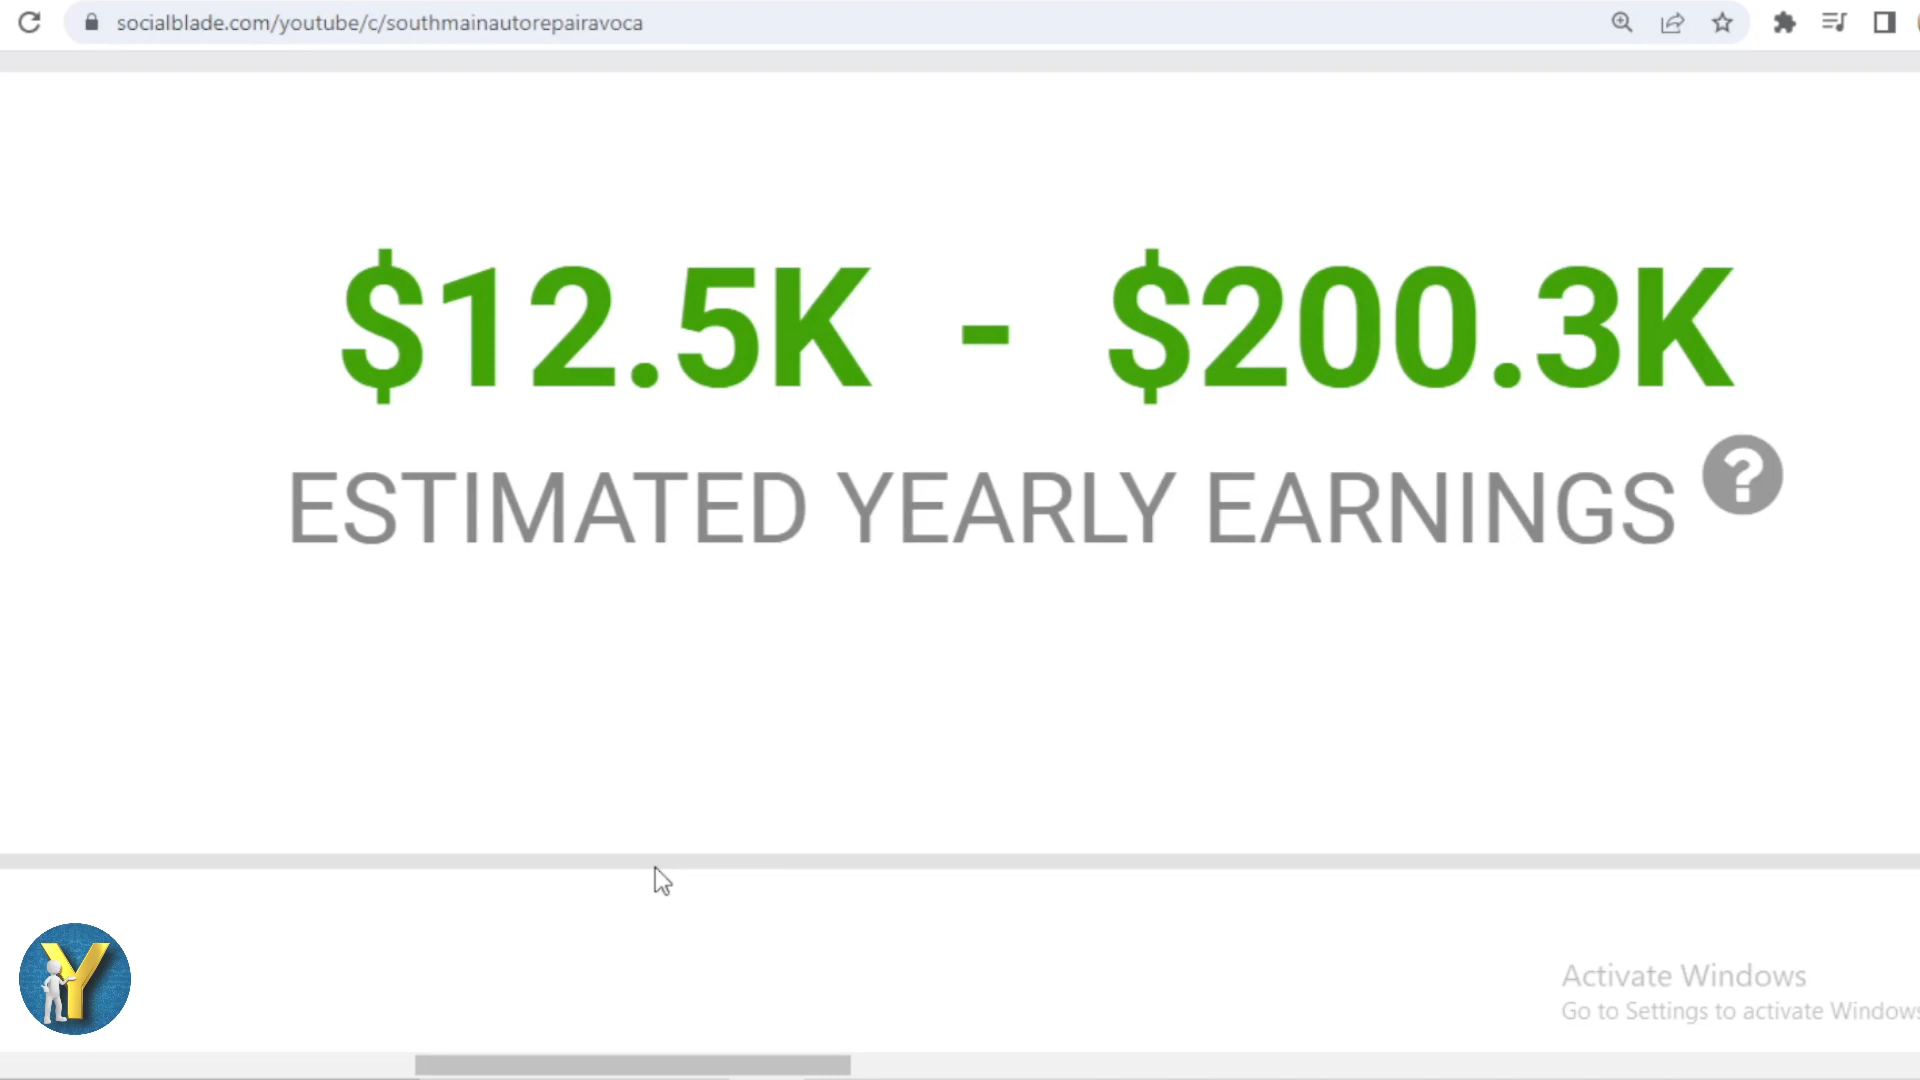 socialblade.com/youtube/c/southmainautorepairavoca
$12.5K - $200.3K
ESTIMATED YEARLY EARNINGS ?
Y
Activate Windows
Go to Settings to activate Windows